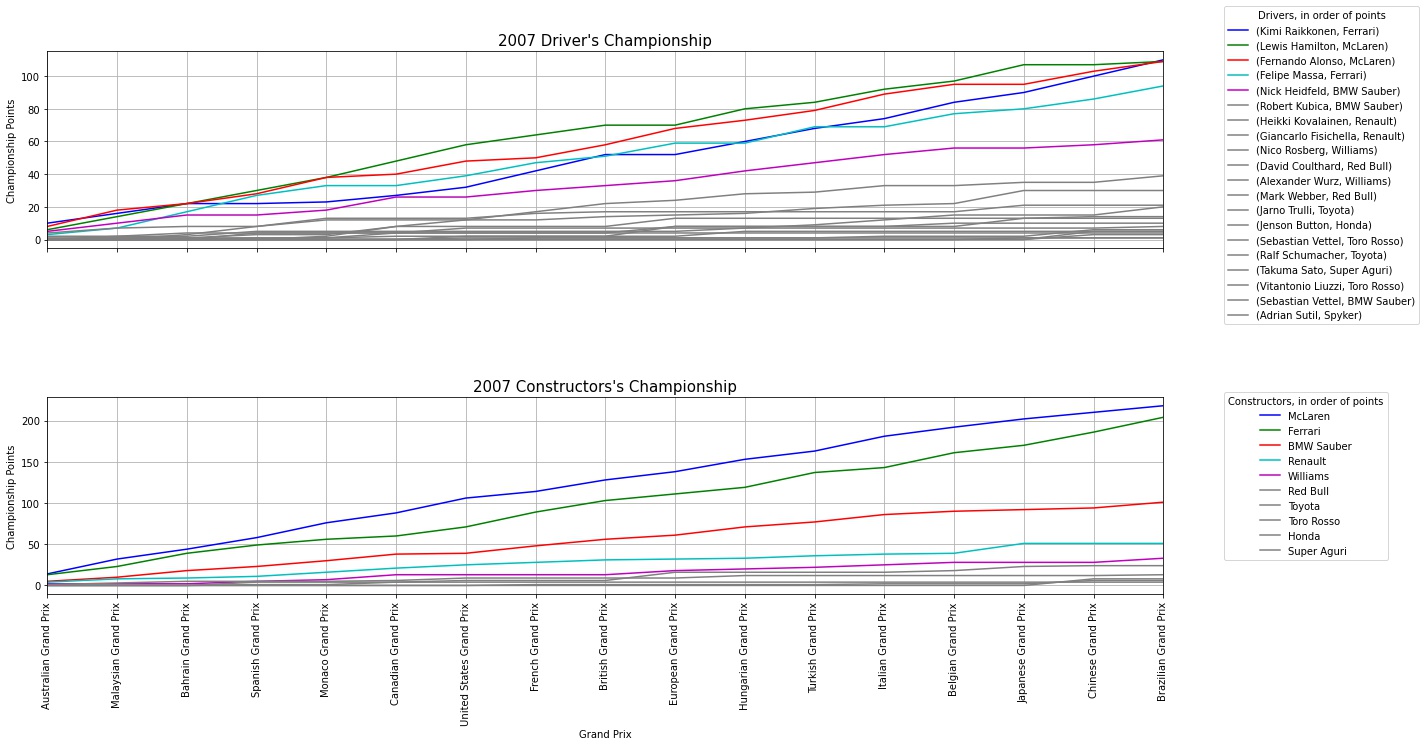 2007 Driver's Championship
Championship Points
100
80
60
40
20
0
Drivers, in order of points
(Kimi Raikkonen, Ferrari)
(Lewis Hamilton, McLaren)
(Fernando Alonso, McLaren)
(Felipe Massa, Ferrari)
(Nick Heidfeld, BMW Sauber)
(Robert Kubica, BMW Sauber)
(Heikki Kovalainen, Renault)
(Giancarlo Fisichella, Renault)
(Nico Rosberg, Williams)
(David Coulthard, Red Bull)
(Alexander Wurz, Williams)
(Mark Webber, Red Bull)
(Jarno Trulli, Toyota)
(Jenson Button, Honda)
(Sebastian Vettel, Toro Rosso)
(Ralf Schumacher, Toyota)
(Takuma Sato, Super Aguri)
(Vitantonio Liuzzi, Toro Rosso)
(Sebastian Vettel, BMW Sauber)
(Adrian Sutil, Spyker)
2007 Constructors's Championship
Championship Points
200
150
100
50
0
Constructors, in order of points
McLaren
Ferrari
BMW Sauber
Renault
Williams
Red Bull
Toyota
Toro Rosso
Honda
Super Aguri
Australian Grand Prix
Malaysian Grand Prix
Bahrain Grand Prix
Spanish Grand Prix
Monaco Grand Prix
Canadian Grand Prix
United States Grand Prix
French Grand Prix
British Grand Prix
European Grand Prix
Hungarian Grand Prix
Turkish Grand Prix
Italian Grand Prix
Belgian Grand Prix
Japanese Grand Prix
Chinese Grand Prix
Brazilian Grand Prix
Grand Prix